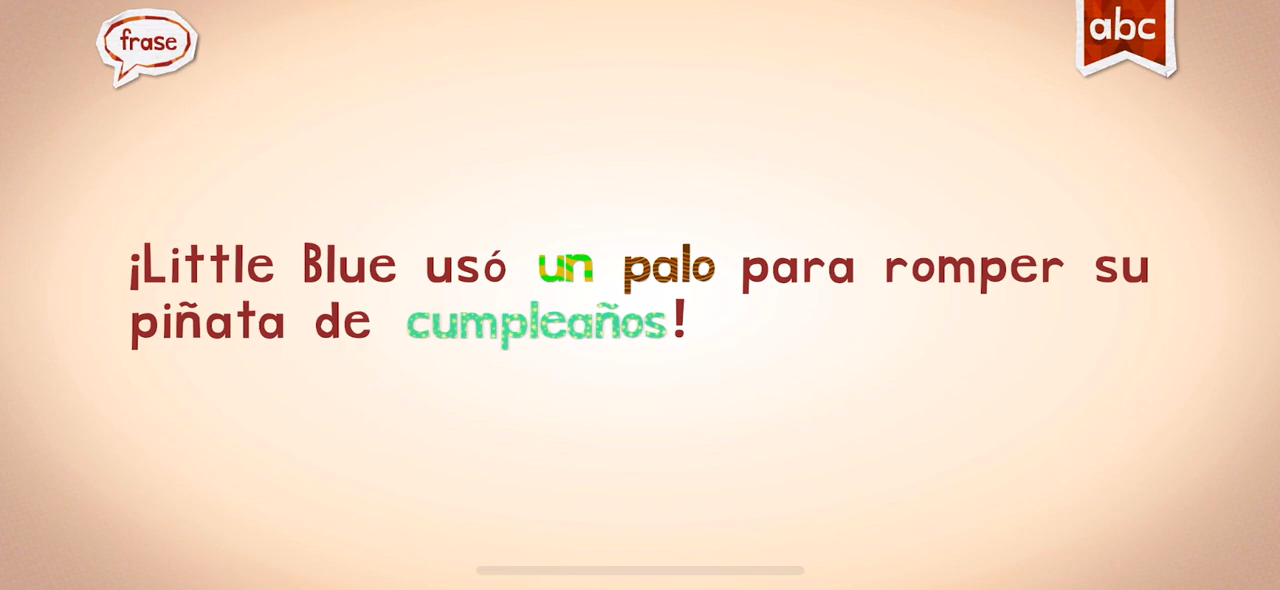 frase
abc
¡Little Blue usó un palo para romper su
piñata de cumpleaños!